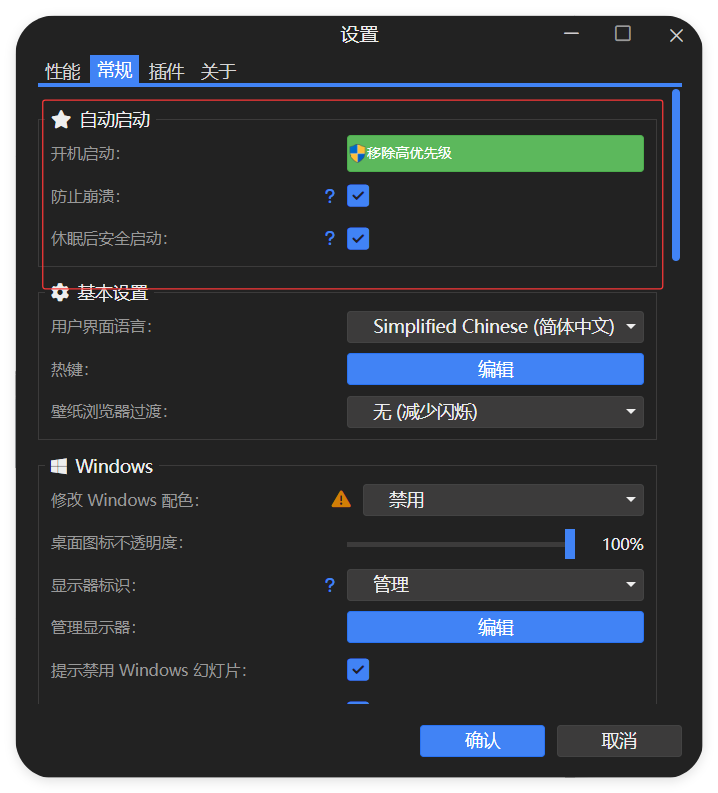 设置
性能 常规 插件 关于
自动启动
开机启动: 移除高优先级
防止崩溃: ?
休眠后安全启动: ?
基本设置
用户界面语言: Simplified Chinese (简体中文)
热键: 编辑
壁纸浏览器过渡: 无 (减少闪烁)
Windows
修改 Windows 配色: 禁用
桌面图标不透明度: 100%
显示器标识: ? 管理
管理显示器: 编辑
提示禁用 Windows 幻灯片:
确认 取消